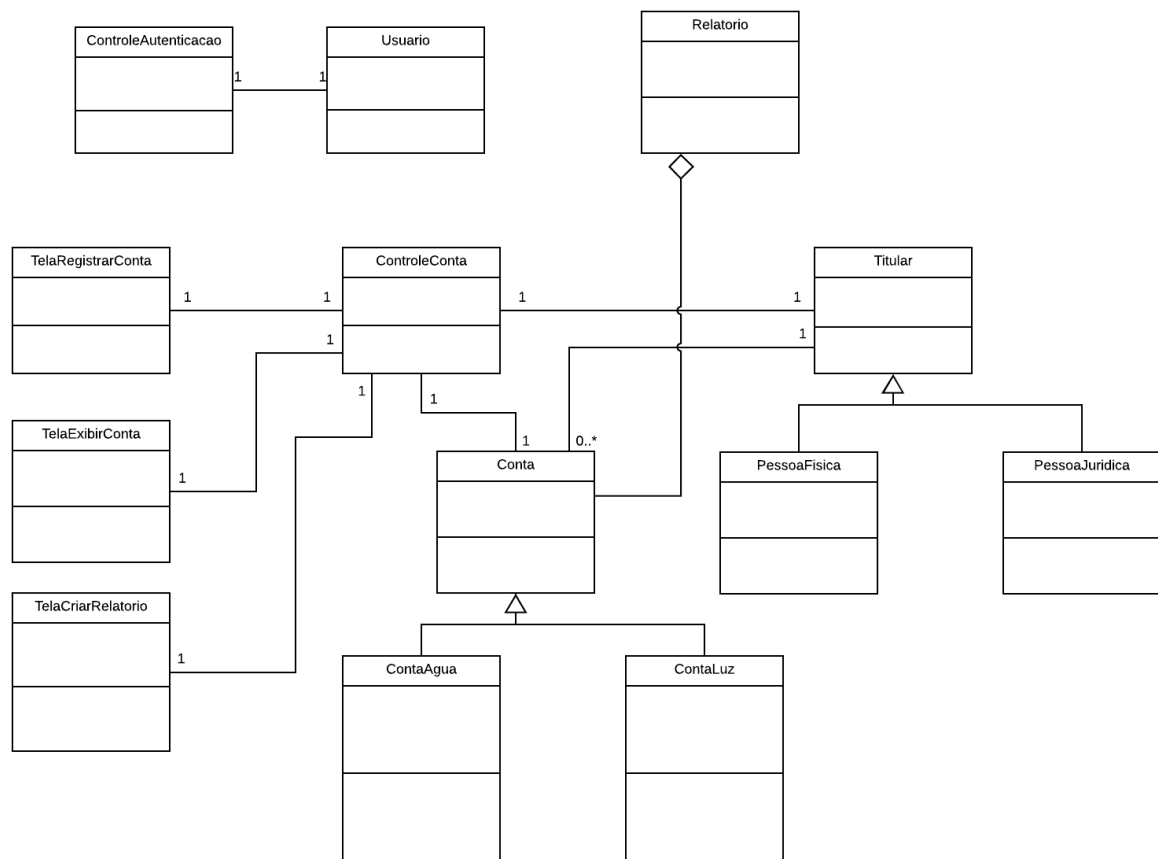 Relatorio
ControleAutenticacao
Usuario
1
1
TelaRegistrarConta
ControleConta
Titular
1
1
1
1
1
1
1
1
TelaExibirConta
1
0..*
Conta
PessoaFisica
PessoaJuridica
1
TelaCriarRelatorio
1
ContaAgua
ContaLuz